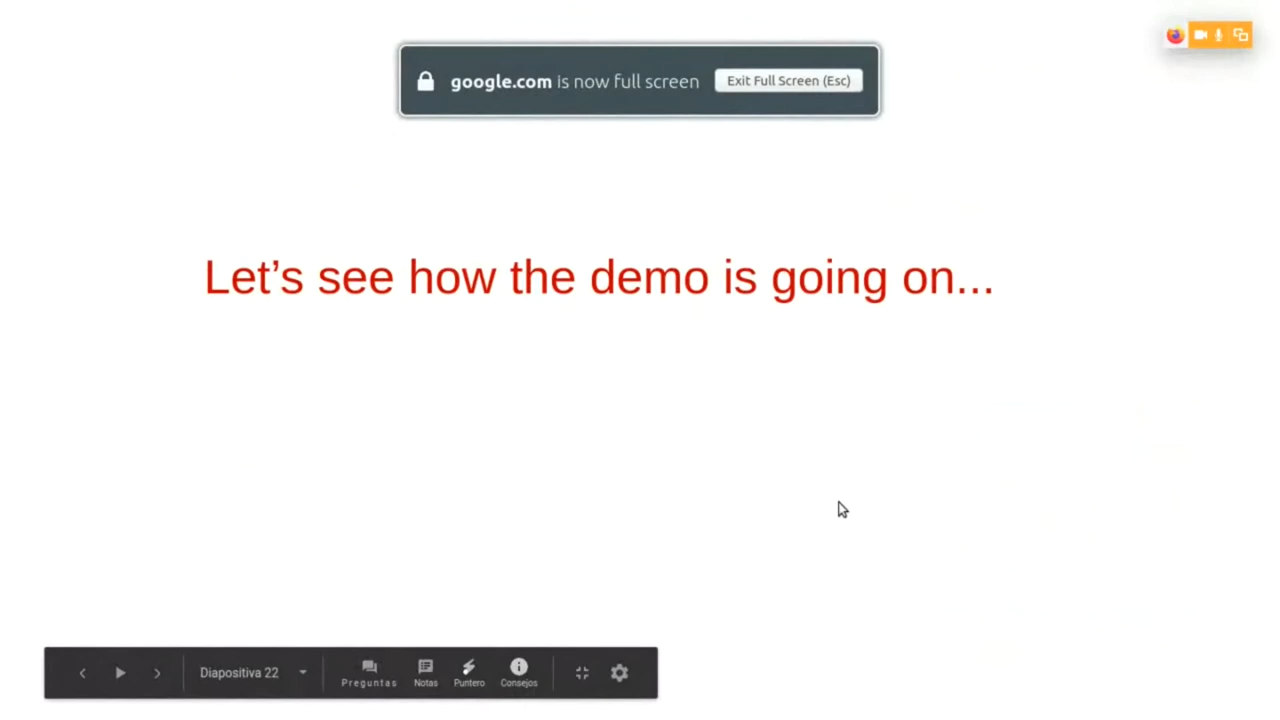 google.com is now full screen
Exit Full Screen (Esc)
Let’s see how the demo is going on...
Diapositiva 22
Preguntas
Notas
Puntero
Consejos